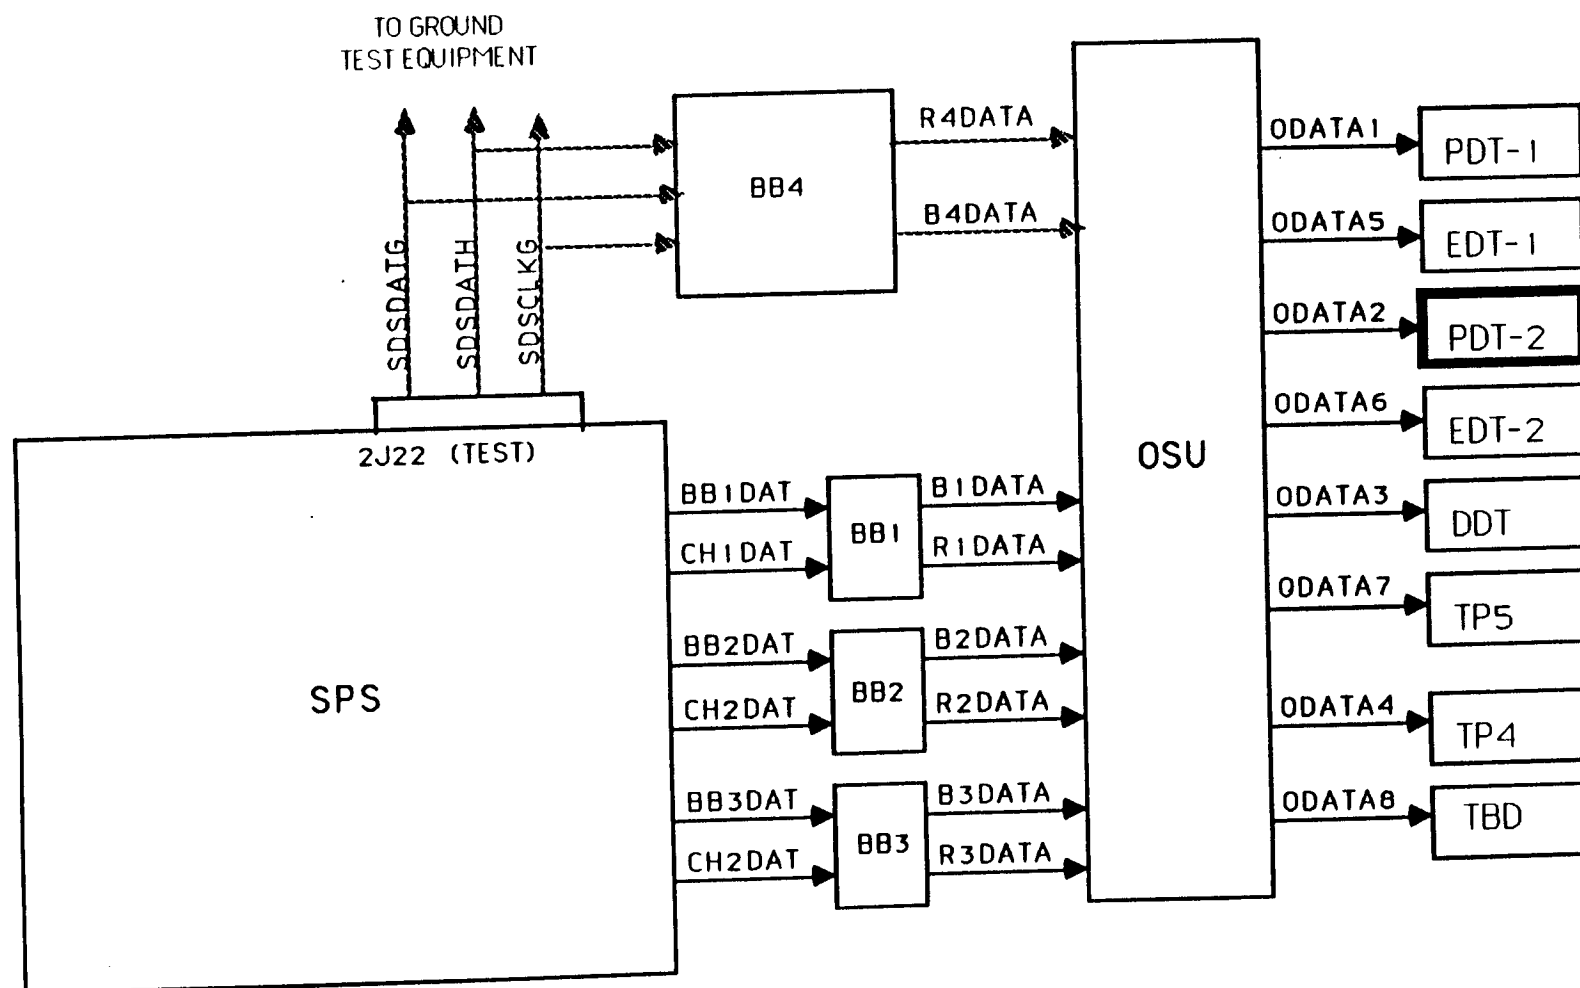 TO GROUND
TEST EQUIPMENT
SDSDATG
SDSDATH
SDSCLKG
2J22 (TEST)
SPS
BB4
R4DATA
B4DATA
BB1DAT
CH1DAT
BB1
B1DATA
R1DATA
BB2DAT
CH2DAT
BB2
B2DATA
R2DATA
BB3DAT
CH2DAT
BB3
B3DATA
R3DATA
OSU
ODATA1
PDT-1
ODATA5
EDT-1
ODATA2
PDT-2
ODATA6
EDT-2
ODATA3
DDT
ODATA7
TP5
ODATA4
TP4
ODATA8
TBD